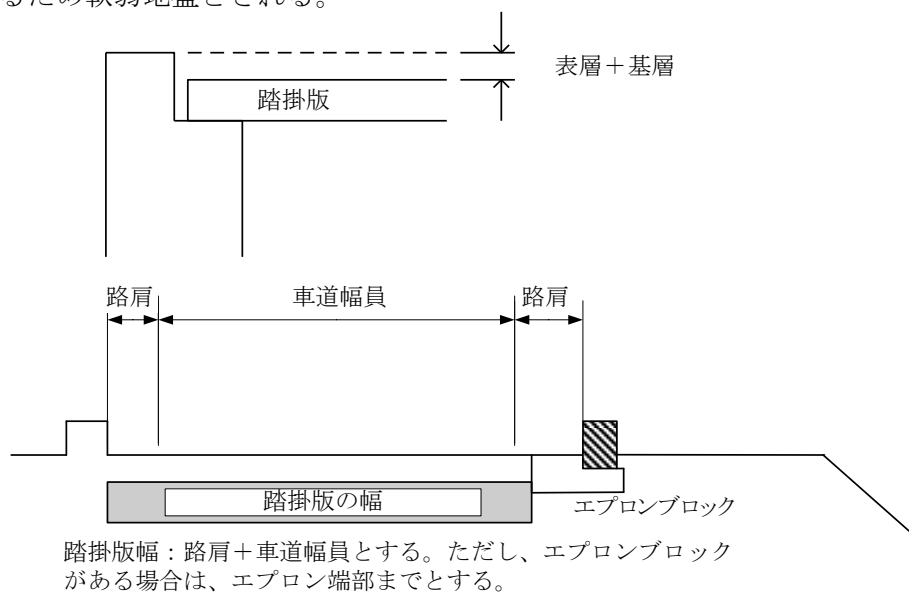 るため軟弱地盤とされる。
表層＋基層
踏掛版
路肩 車道幅員 路肩
踏掛版の幅
エプロンブロック
踏掛版幅：路肩＋車道幅員とする。ただし、エプロンブロック
がある場合は、エプロン端部までとする。